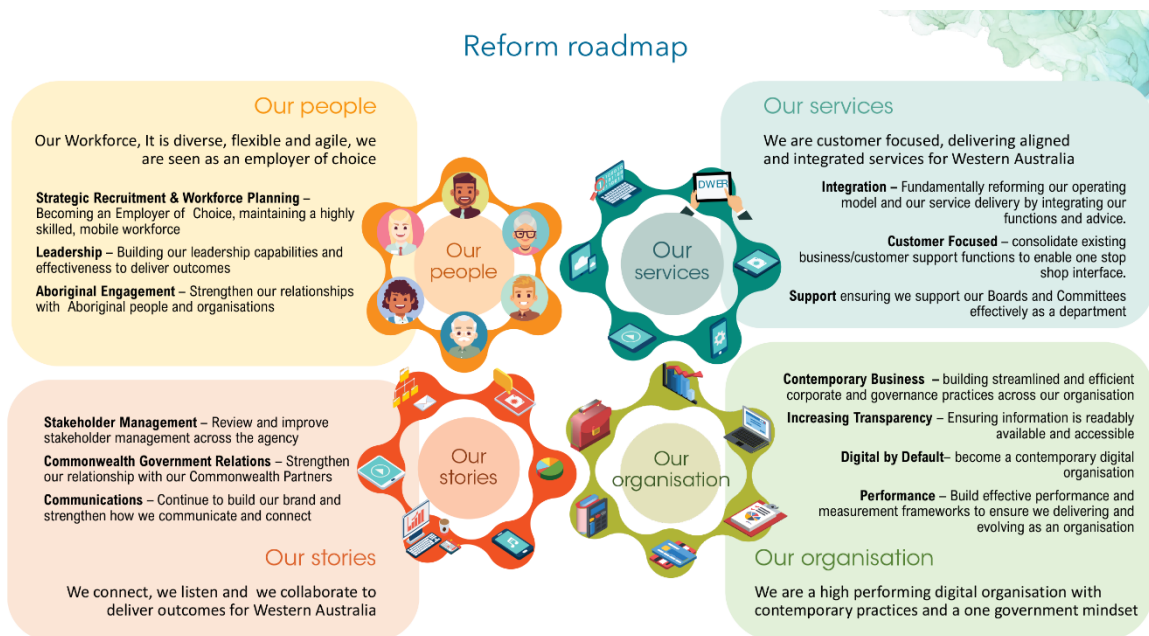 Reform roadmap
Our people
Our Workforce, It is diverse, flexible and agile, we
are seen as an employer of choice
Strategic Recruitment & Workforce Planning –
Becoming an Employer of Choice, maintaining a highly
skilled, mobile workforce
Leadership – Building our leadership capabilities and
effectiveness to deliver outcomes
Aboriginal Engagement – Strengthen our relationships
with Aboriginal people and organisations
Our
people
Our services
We are customer focused, delivering aligned
and integrated services for Western Australia
Integration – Fundamentally reforming our operating
model and our service delivery by integrating our
functions and advice.
Customer Focused – consolidate existing
business/customer support functions to enable one stop
shop interface.
Support ensuring we support our Boards and Committees
effectively as a department
DWER
Our
services
Stakeholder Management – Review and improve
stakeholder management across the agency
Commonwealth Government Relations – Strengthen
our relationship with our Commonwealth Partners
Communications – Continue to build our brand and
strengthen how we communicate and connect
Our stories
We connect, we listen and we collaborate to
deliver outcomes for Western Australia
Our
stories
Our
organisation
Contemporary Business – building streamlined and efficient
corporate and governance practices across our organisation
Increasing Transparency – Ensuring information is readably
available and accessible
Digital by Default– become a contemporary digital
organisation
Performance – Build effective performance and
measurement frameworks to ensure we delivering and
evolving as an organisation
Our organisation
We are a high performing digital organisation with
contemporary practices and a one government mindset